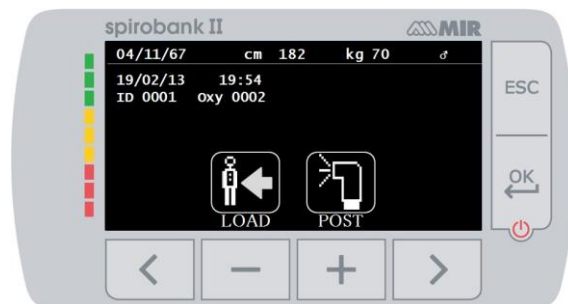 spirobank II MIR
04/11/67 cm 182 kg 70 ♂
19/02/13 19:54
ID 0001 Oxy 0002
LOAD POST
ESC
OK